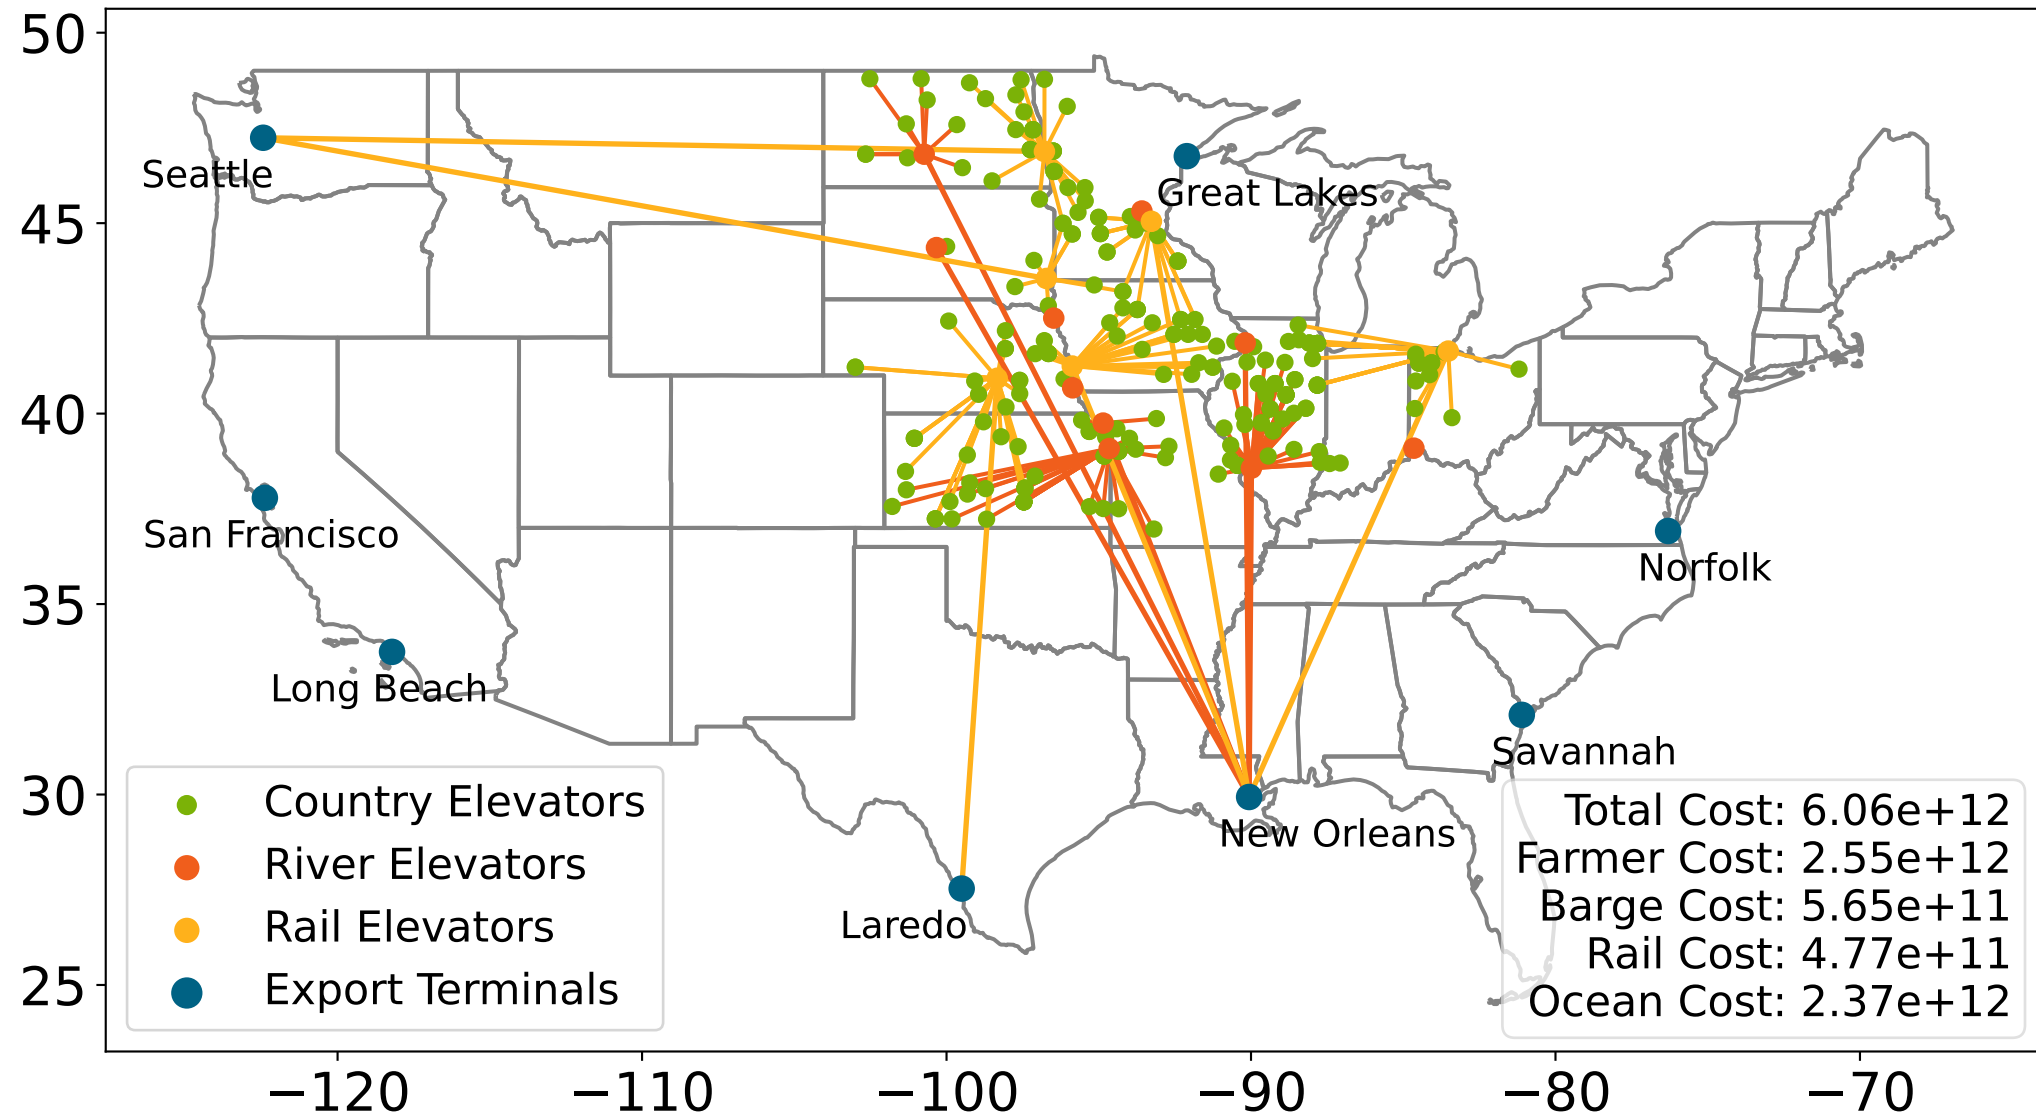 50
45
40
35
30
25
Seattle
Great Lakes
San Francisco
Norfolk
Long Beach
Savannah
New Orleans
Laredo
Country Elevators
River Elevators
Rail Elevators
Export Terminals
Total Cost: 6.06e+12
Farmer Cost: 2.55e+12
Barge Cost: 5.65e+11
Rail Cost: 4.77e+11
Ocean Cost: 2.37e+12
−120
−110
−100
−90
−80
−70